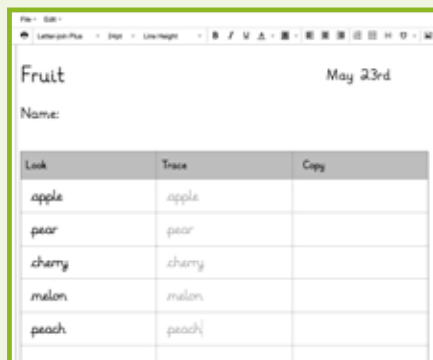 File Edit
Letter-join Plus 24pt Line Height B I U A
Fruit May 23rd
Name:
Look Trace Copy
apple apple
pear pear
cherry cherry
melon melon
peach peach